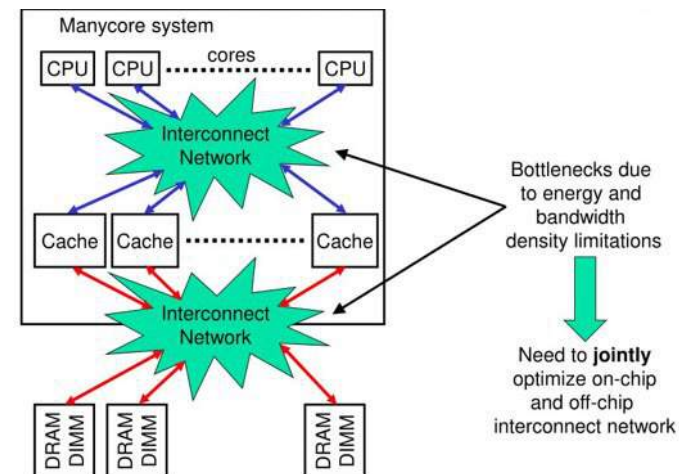 Manycore system
cores
CPU CPU CPU
Interconnect
Network
Cache Cache Cache
Interconnect
Network
DRAM
DIMM
DRAM
DIMM
DRAM
DIMM
Bottlenecks due
to energy and
bandwidth
density limitations
Need to jointly
optimize on-chip
and off-chip
interconnect network